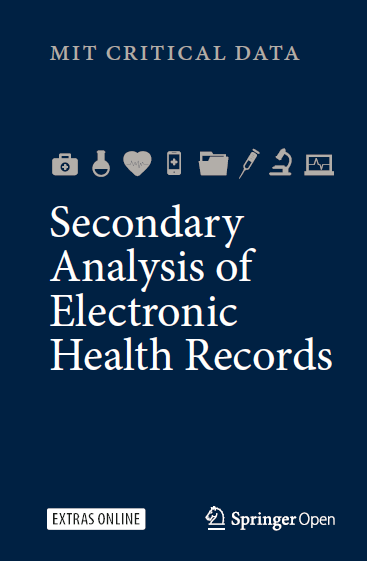 MIT CRITICAL DATA
Secondary
Analysis of
Electronic
Health Records
EXTRAS ONLINE
Springer Open